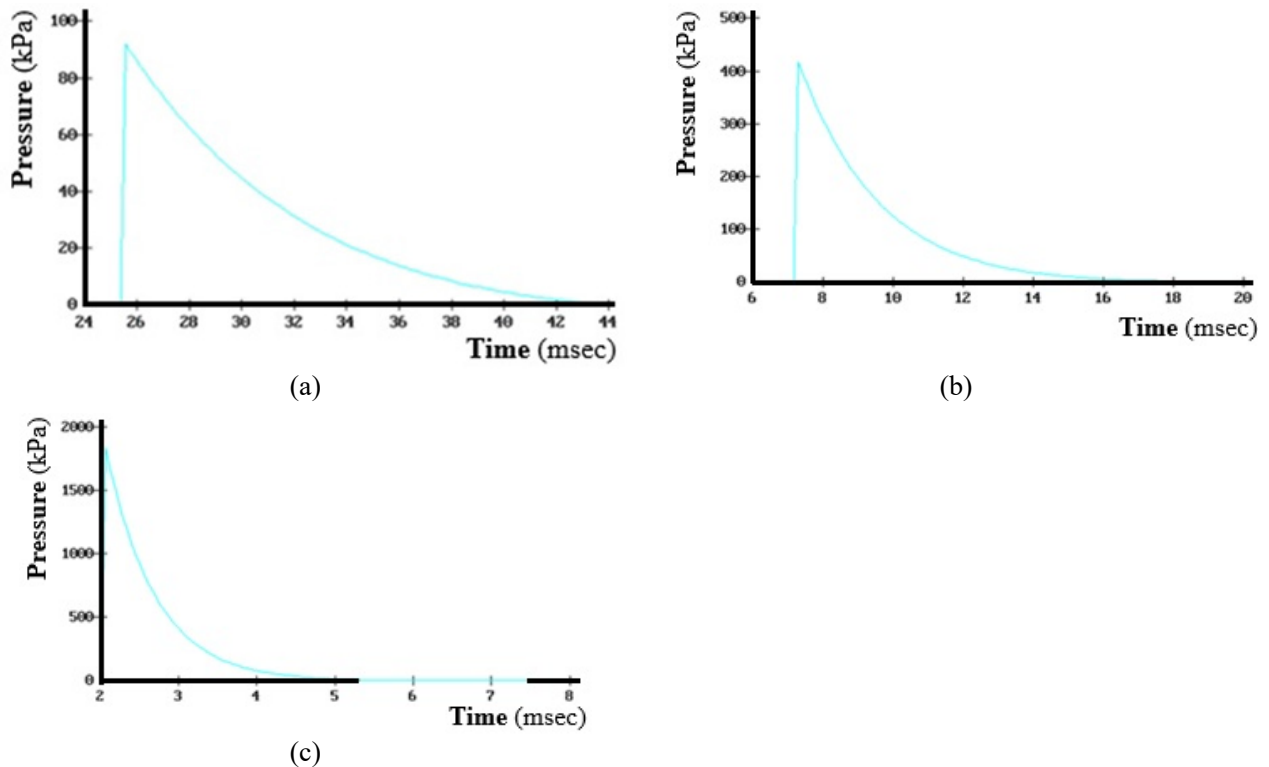 Pressure (kPa)
100
80
60
40
20
0
24 26 28 30 32 34 36 38 40 42 44
Time (msec)
(a)
Pressure (kPa)
500
400
300
200
100
0
6 8 10 12 14 16 18 20
Time (msec)
(b)
Pressure (kPa)
2000
1500
1000
500
0
2 3 4 5 6 7 8
Time (msec)
(c)